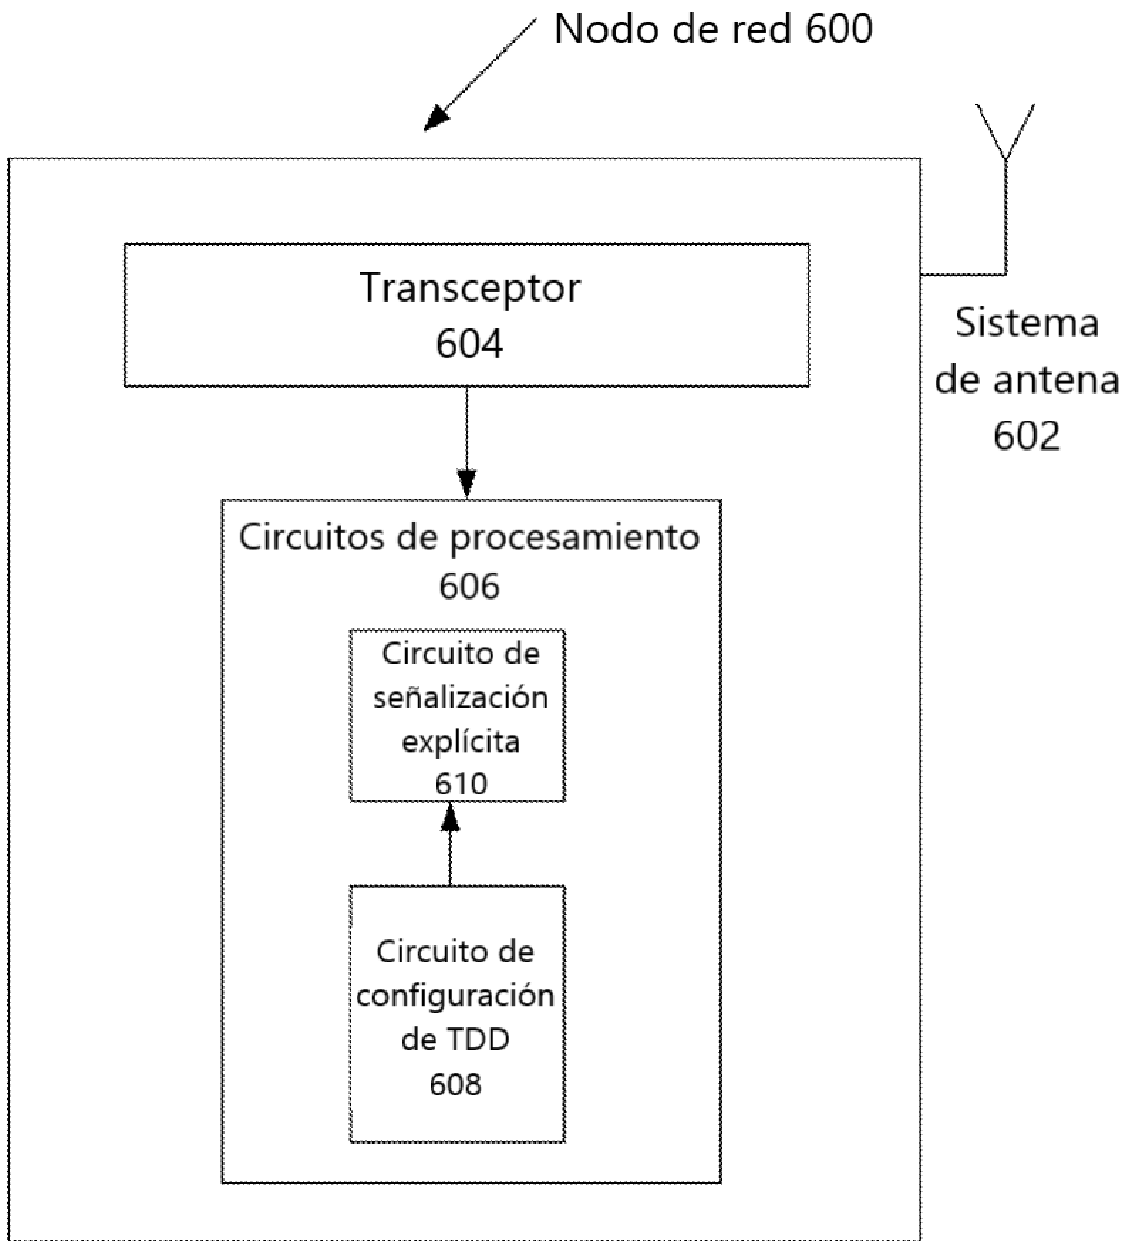 Nodo de red 600
Transceptor
604
Sistema
de antena
602
Circuitos de procesamiento
606
Circuito de
señalización
explícita
610
Circuito de
configuración
de TDD
608